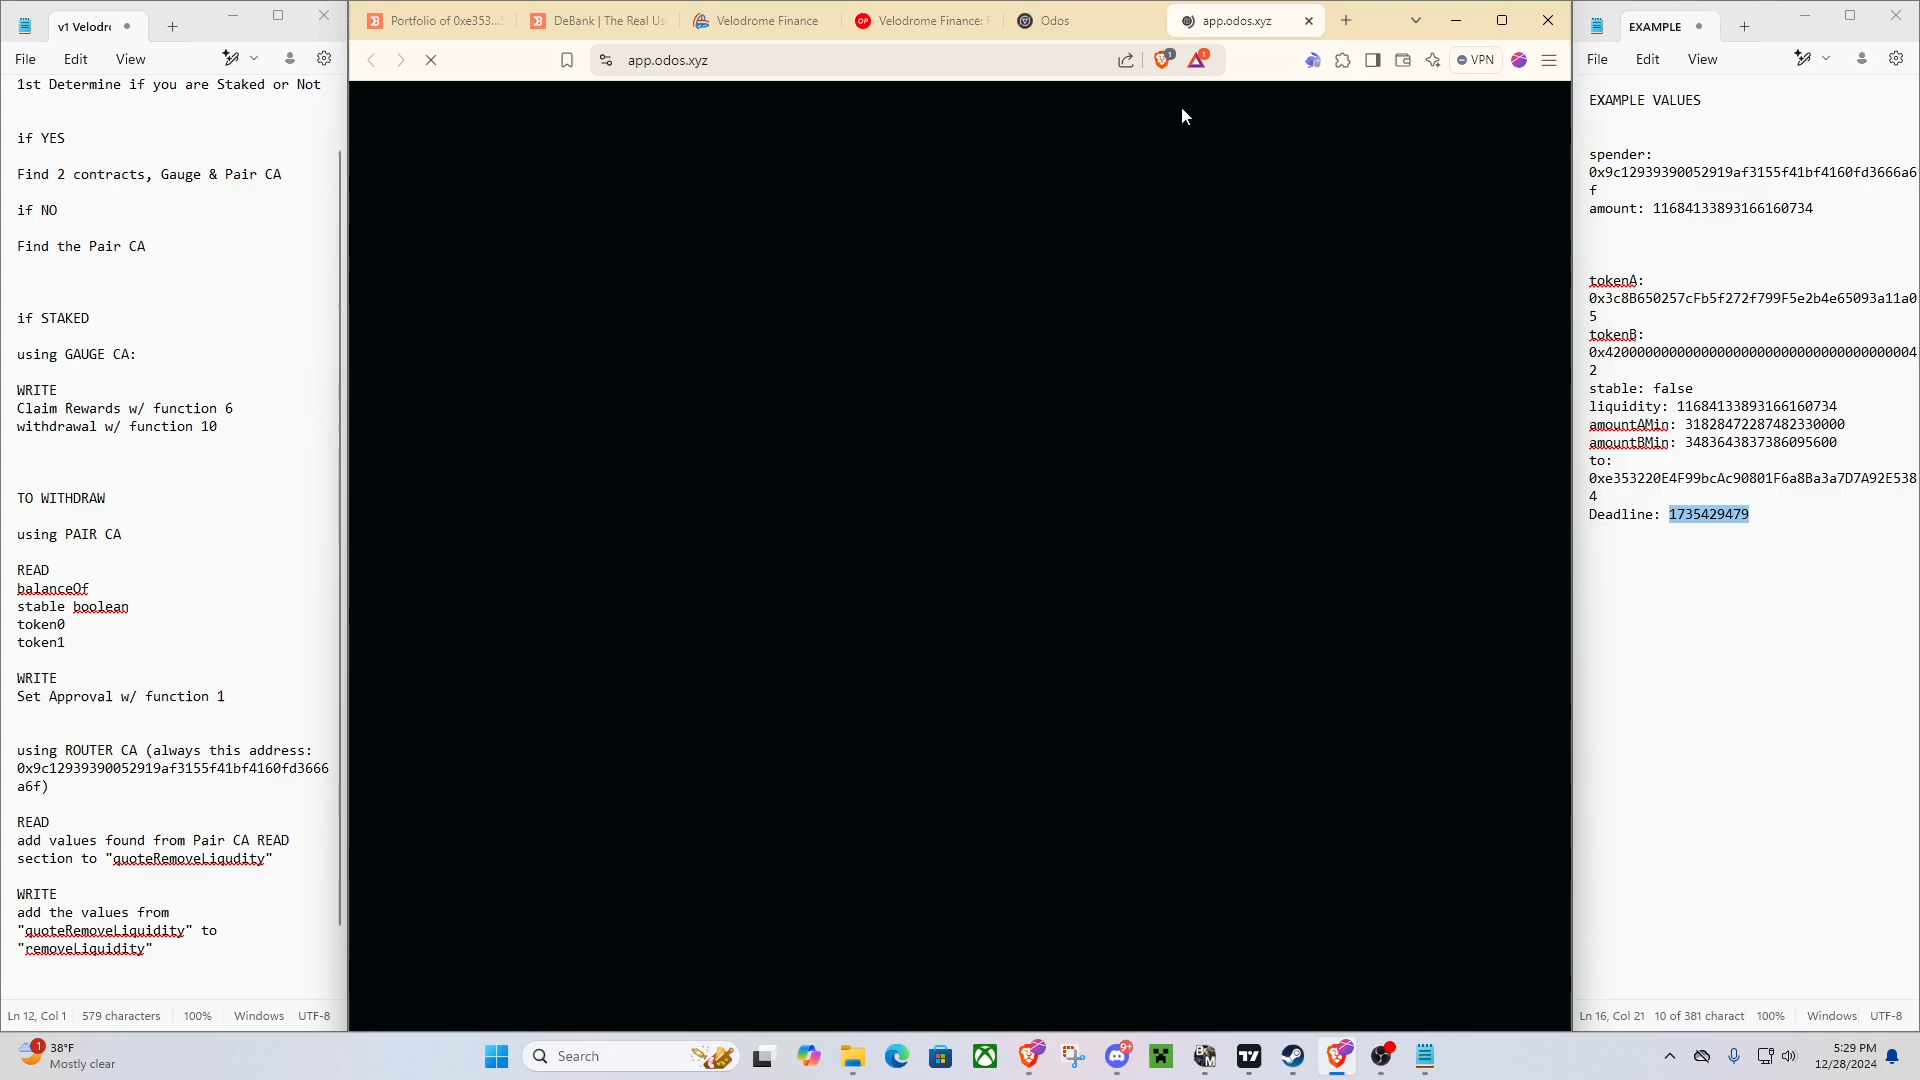 v1 Velodr
File
Edit
View
1st Determine if you are Staked or Not
if YES
Find 2 contracts, Gauge & Pair CA
if NO
Find the Pair CA
if STAKED
using GAUGE CA:
WRITE
Claim Rewards w/ function 6
withdrawal w/ function 10
TO WITHDRAW
using PAIR CA
READ
balanceOf
stable boolean
token0
token1
WRITE
Set Approval w/ function 1
using ROUTER CA (always this address:
0x9c12939390052919af3155f41bf4160fd3666
a6f)
READ
add values found from Pair CA READ
section to "quoteRemoveLiqudity"
WRITE
add the values from
"quoteRemoveLiquidity" to
"removeLiquidity"
Ln 12, Col 1
579 characters
100%
Windows
UTF-8
Portfolio of 0xe353...
DeBank | The Real Us
Velodrome Finance
Velodrome Finance: F
Odos
app.odos.xyz
app.odos.xyz
1
1
VPN
EXAMPLE
File
Edit
View
EXAMPLE VALUES
spender:
0x9c12939390052919af3155f41bf4160fd3666a6
f
amount: 11684133893166160734
tokenA:
0x3c8B650257cFb5f272f799F5e2b4e65093a11a0
5
tokenB:
0x420000000000000000000000000000000000004
2
stable: false
liquidity: 11684133893166160734
amountAMin: 31828472287482330000
amountBMin: 3483643837386095600
to:
0xe353220E4F99bcAc90801F6a8Ba3a7D7A92E538
4
Deadline: 1735429479
Ln 16, Col 21
10 of 381 charact
100%
Windows
UTF-8
1
38°F
Mostly clear
Search
9+
5:29 PM
12/28/2024